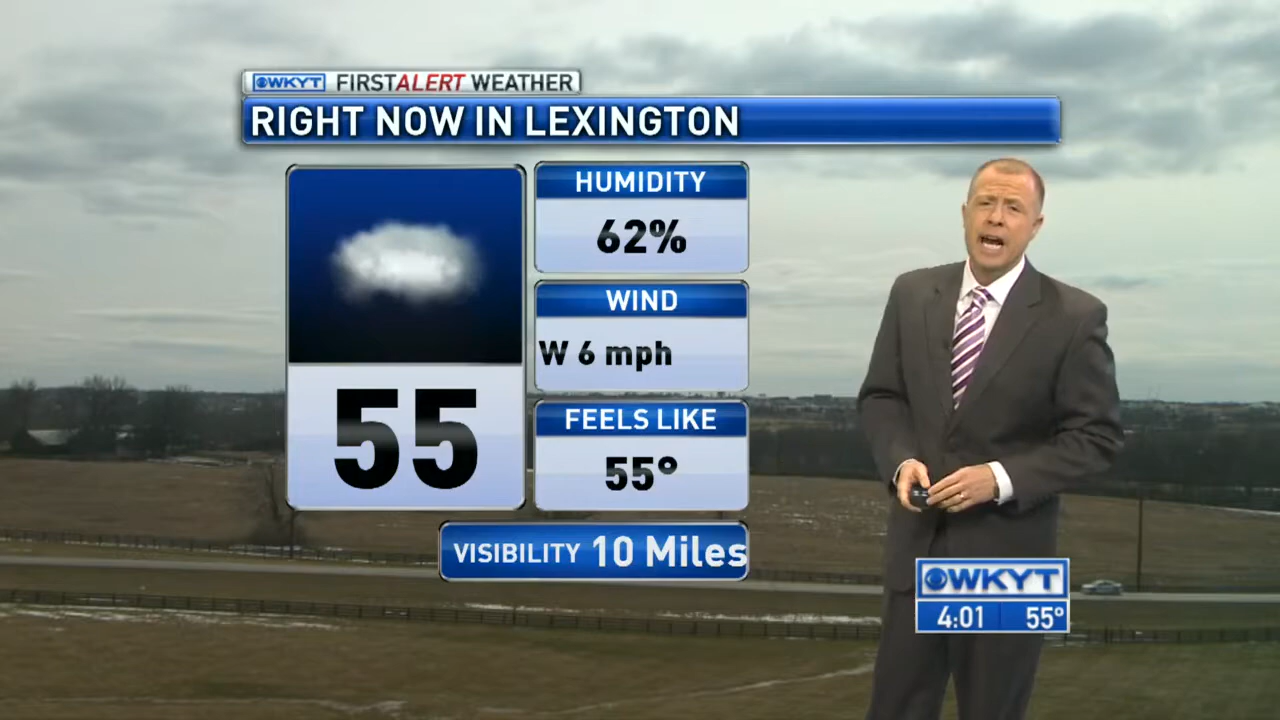 WKYT FIRSTALERT WEATHER
RIGHT NOW IN LEXINGTON
HUMIDITY
62%
WIND
W 6 mph
55
FEELS LIKE
55°
VISIBILITY 10 Miles
WKYT
4:01 55°